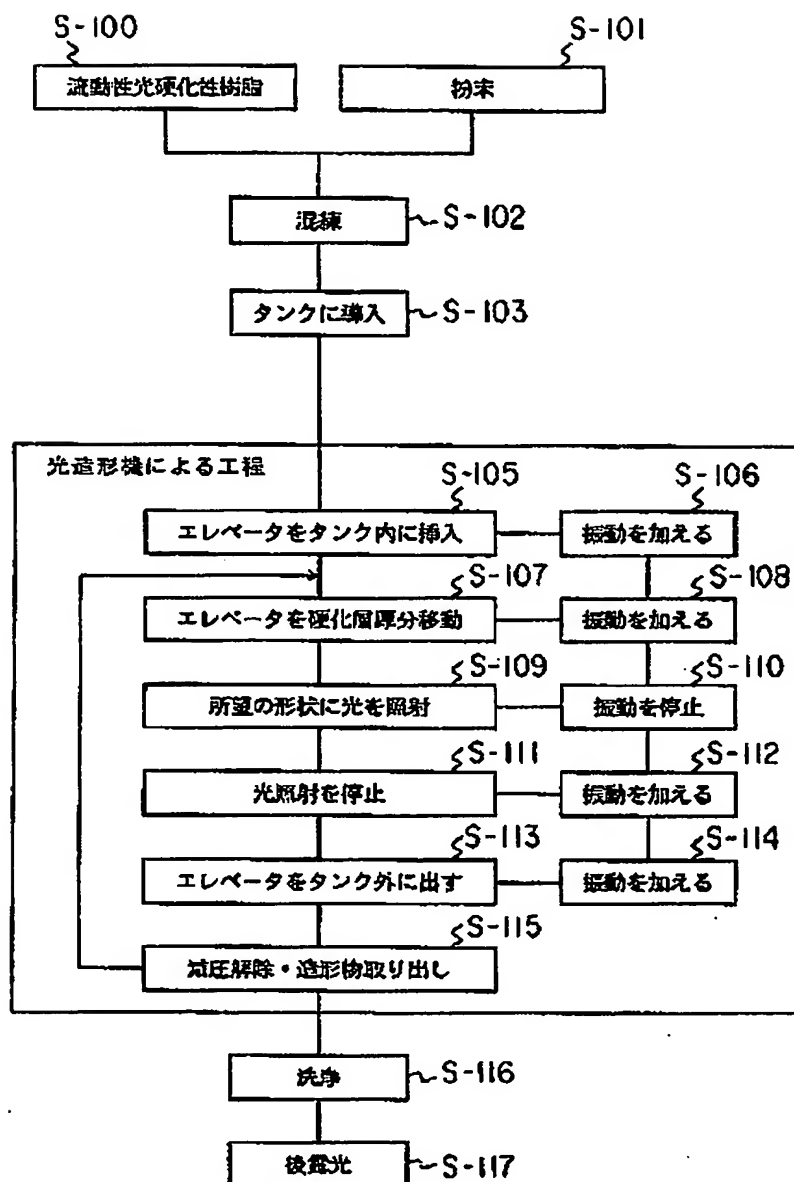 S-100
S-101
流動性光硬化性樹脂
粉末
混練
S-102
タンクに導入
S-103
光造形機による工程
S-105
S-106
エレベータをタンク内に挿入
振動を加える
S-107
S-108
エレベータを硬化層厚分移動
振動を加える
S-109
S-110
所望の形状に光を照射
振動を停止
S-111
S-112
光照射を停止
振動を加える
S-113
S-114
エレベータをタンク外に出す
振動を加える
S-115
減圧解除・造形物取り出し
洗浄
S-116
後露光
S-117